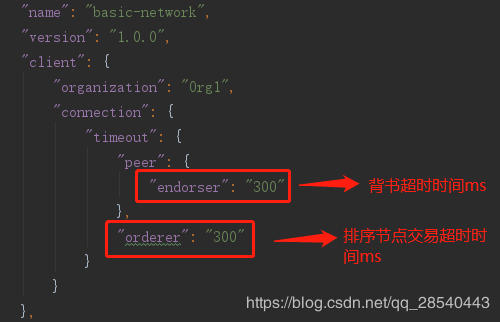 "name": "basic-network",
"version": "1.0.0",
"client": {
"organization": "Org1",
"connection": {
"timeout": {
"peer": {
"endorser": "300"
背书超时时间ms
},
"orderer": "300"
排序节点交易超时时
间ms
}
}
},
https://blog.csdn.net/qq_28540443